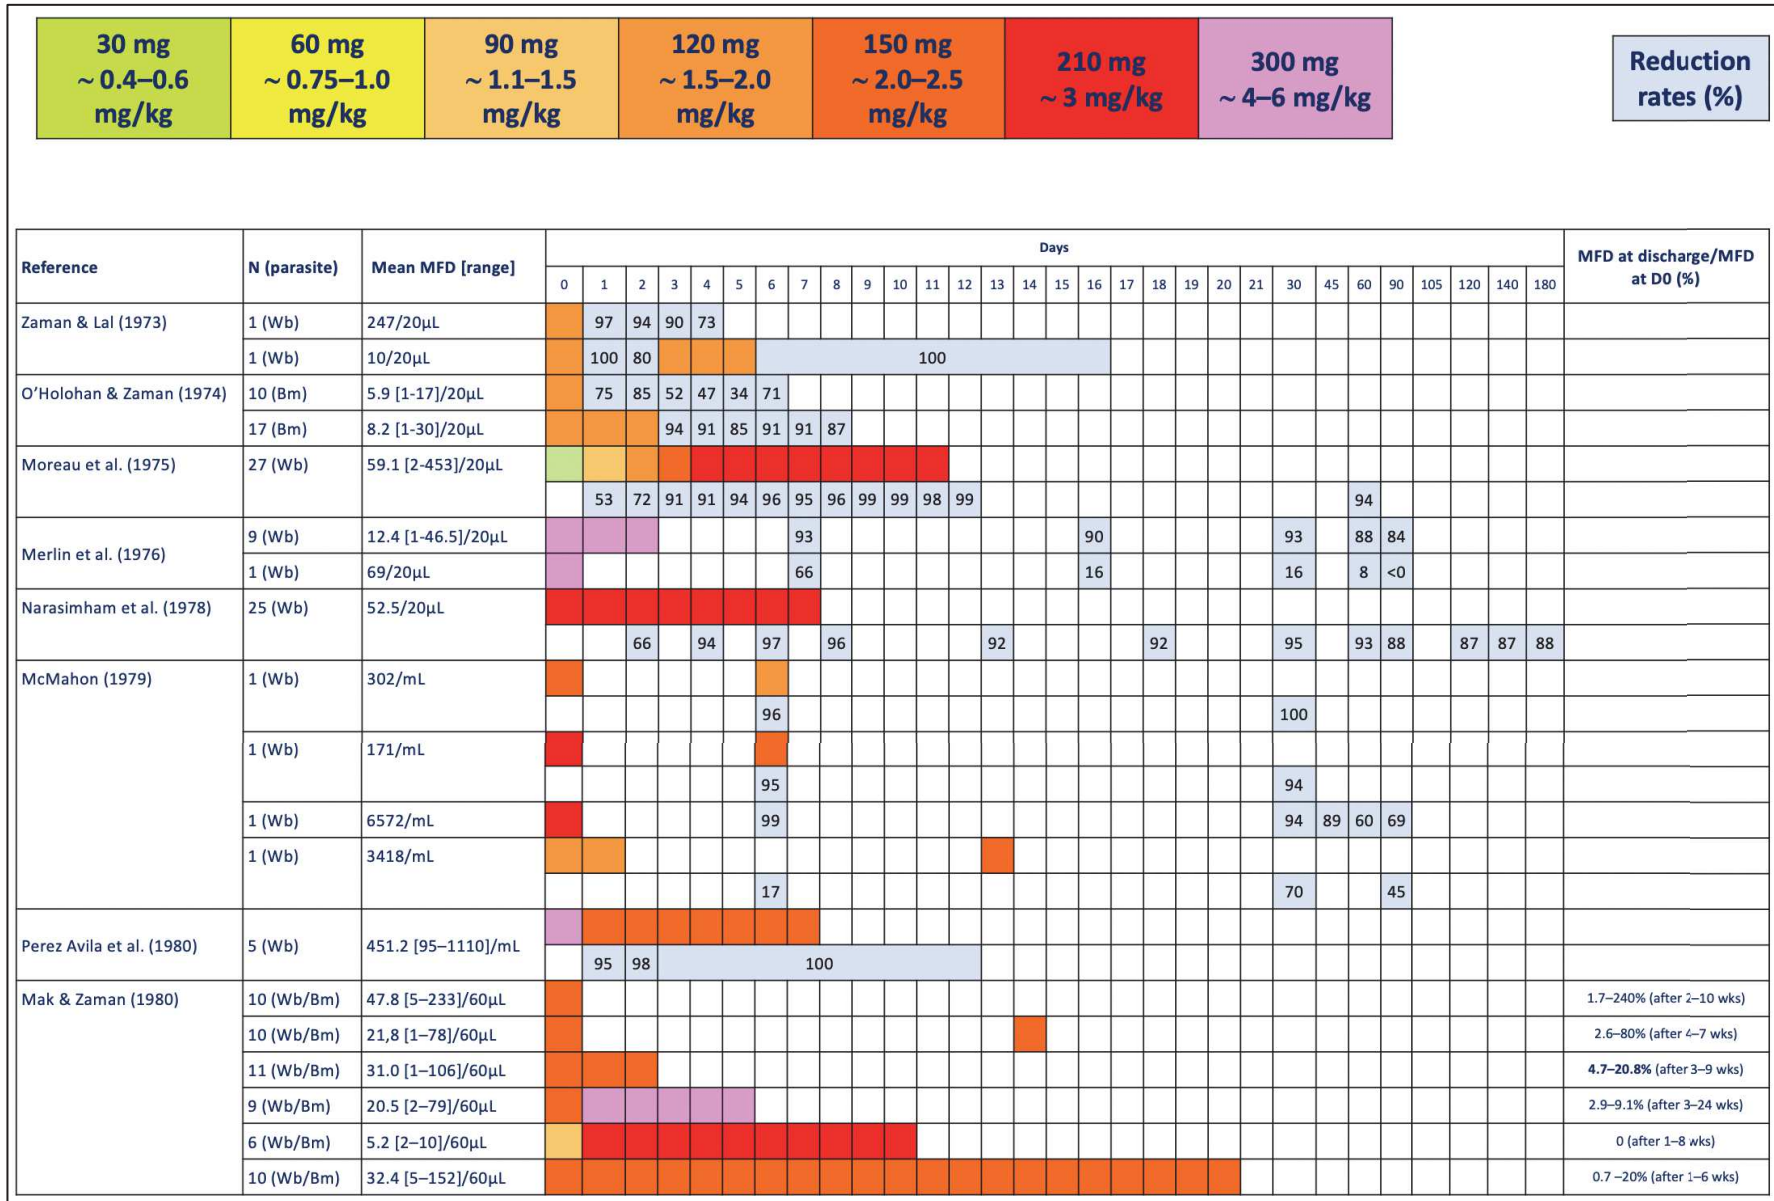 30 mg
~ 0.4–0.6
mg/kg
60 mg
~ 0.75–1.0
mg/kg
90 mg
~ 1.1–1.5
mg/kg
120 mg
~ 1.5–2.0
mg/kg
150 mg
~ 2.0–2.5
mg/kg
210 mg
~ 3 mg/kg
300 mg
~ 4–6 mg/kg
Reduction
rates (%)
Reference N (parasite) Mean MFD [range] Days MFD at discharge/MFD
at D0 (%)
0 1 2 3 4 5 6 7 8 9 10 11 12 13 14 15 16 17 18 19 20 21 30 45 60 90 105 120 140 180
Zaman & Lal (1973) 1 (Wb) 247/20µL 97 94 90 73
1 (Wb) 10/20µL 100 80 100
O'Holohan & Zaman (1974) 10 (Bm) 5.9 [1-17]/20µL 75 85 52 47 34 71
17 (Bm) 8.2 [1-30]/20µL 94 91 85 91 91 87
Moreau et al. (1975) 27 (Wb) 59.1 [2-453]/20µL
53 72 91 91 94 96 95 96 99 99 98 99 94
Merlin et al. (1976) 9 (Wb) 12.4 [1-46.5]/20µL 93 90 93 88 84
1 (Wb) 69/20µL 66 16 16 8 <0
Narasimham et al. (1978) 25 (Wb) 52.5/20µL
66 94 97 96 92 92 95 93 88 87 87 88
McMahon (1979) 1 (Wb) 302/mL
96 100
1 (Wb) 171/mL
95 94
1 (Wb) 6572/mL 99 94 89 60 69
1 (Wb) 3418/mL
17 70 45
Perez Avila et al. (1980) 5 (Wb) 451.2 [95–1110]/mL
95 98 100
Mak & Zaman (1980) 10 (Wb/Bm) 47.8 [5–233]/60µL 1.7–240% (after 2–10 wks)
10 (Wb/Bm) 21,8 [1–78]/60µL 2.6–80% (after 4–7 wks)
11 (Wb/Bm) 31.0 [1–106]/60µL 4.7–20.8% (after 3–9 wks)
9 (Wb/Bm) 20.5 [2–79]/60µL 2.9–9.1% (after 3–24 wks)
6 (Wb/Bm) 5.2 [2–10]/60µL 0 (after 1–8 wks)
10 (Wb/Bm) 32.4 [5–152]/60µL 0.7 –20% (after 1–6 wks)